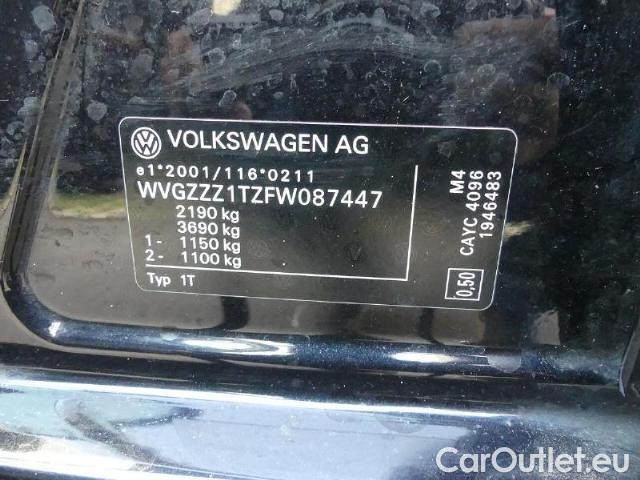 VOLKSWAGEN AG
e1*2001/116*0211
WVGZZZ1TZFW087447
2190 kg
3690 kg
1- 1150 kg
2- 1100 kg
Typ 1T
M4
CAYC 4096
1946483
0,50
CarOutlet.eu